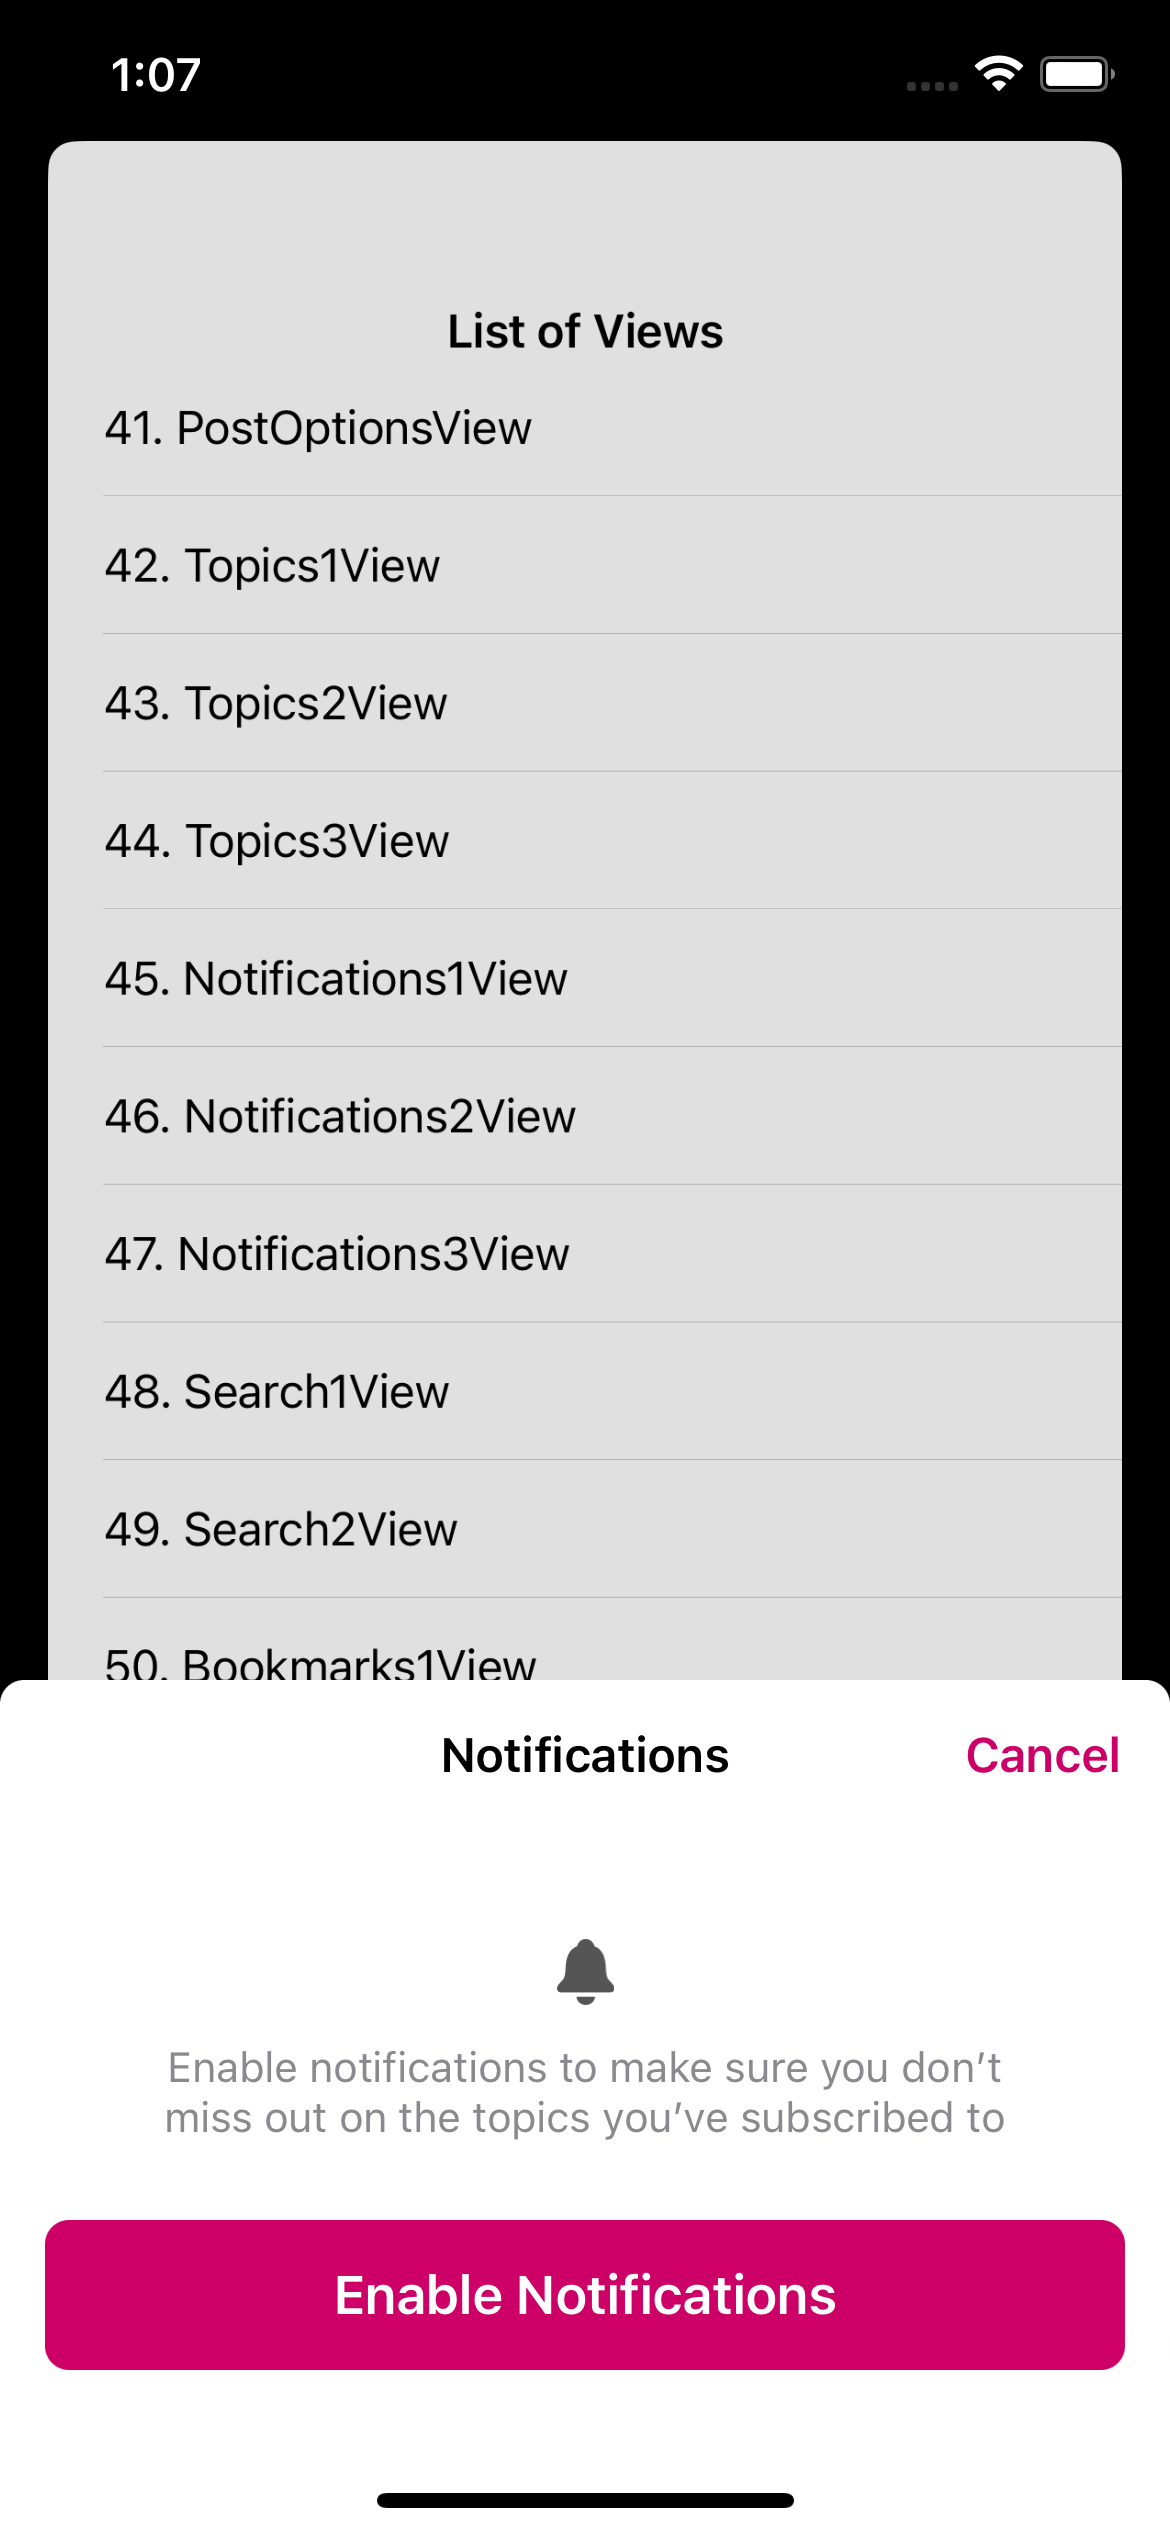 1:07
List of Views
41. PostOptionsView
42. Topics1View
43. Topics2View
44. Topics3View
45. Notifications1View
46. Notifications2View
47. Notifications3View
48. Search1View
49. Search2View
50. Bookmarks1View
Notifications
Cancel
Enable notifications to make sure you don’t
miss out on the topics you’ve subscribed to
Enable Notifications